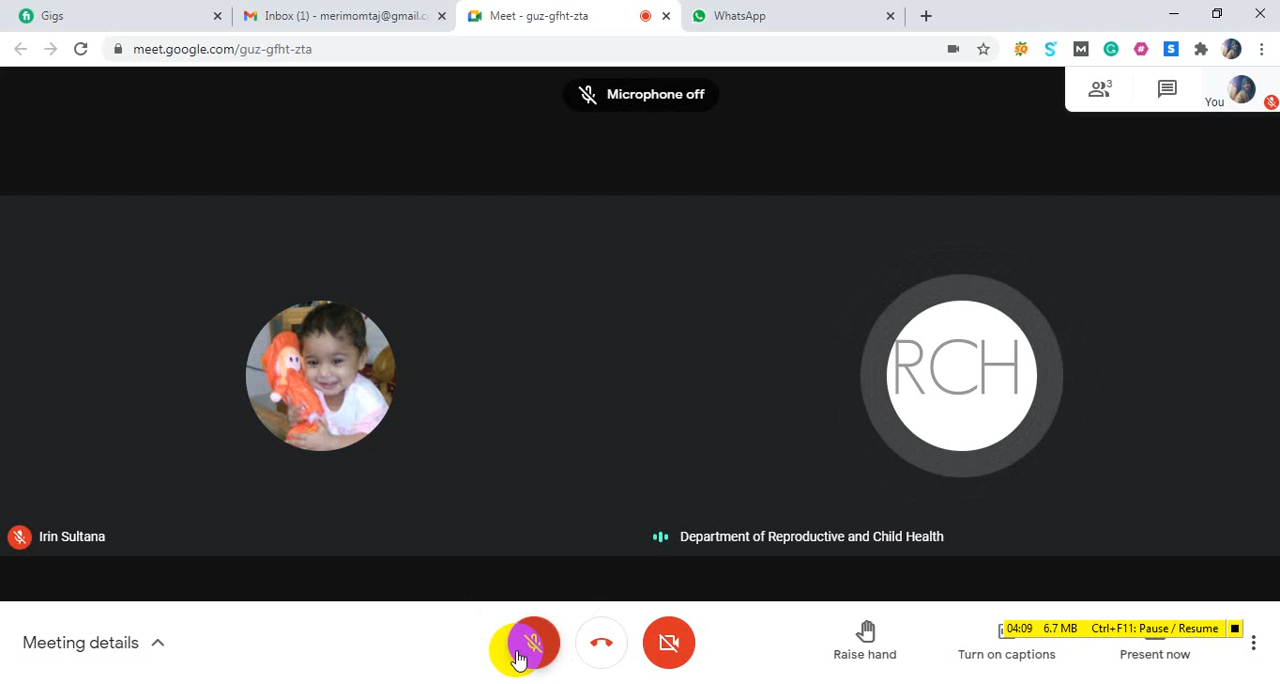 Gigs
Inbox (1) - merimomtaj@gmail.c
Meet - guz-gfht-zta
WhatsApp
meet.google.com/guz-gfht-zta
Microphone off
3
You
RCH
Irin Sultana
Department of Reproductive and Child Health
Meeting details
Raise hand
Turn on captions
Present now
04:09 6.7 MB Ctrl+F11: Pause / Resume